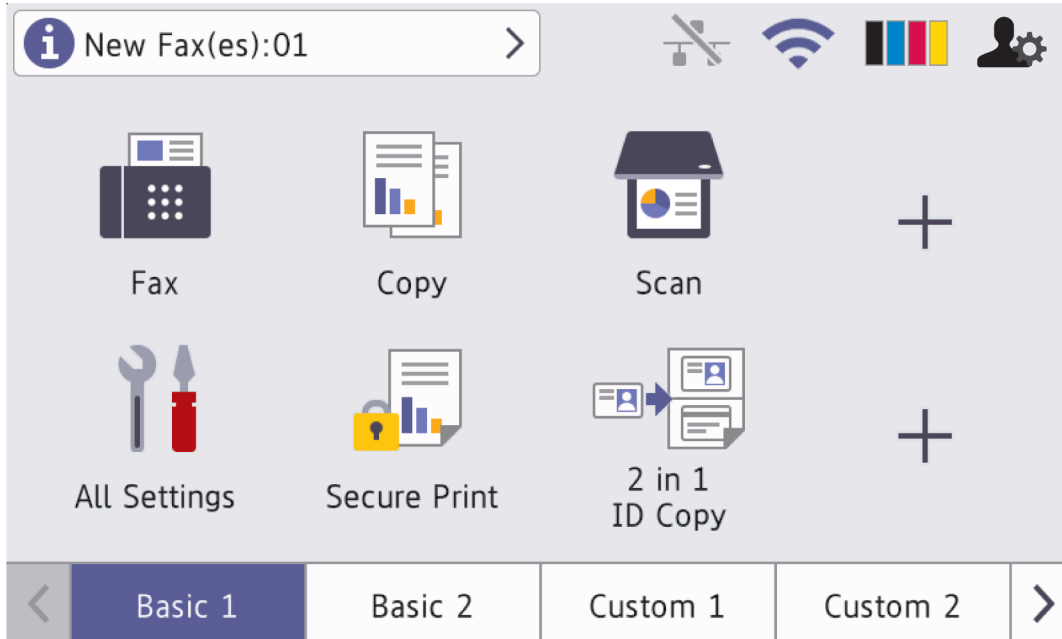 New Fax(es):01
Fax
Copy
Scan
All Settings
Secure Print
2 in 1
ID Copy
Basic 1
Basic 2
Custom 1
Custom 2